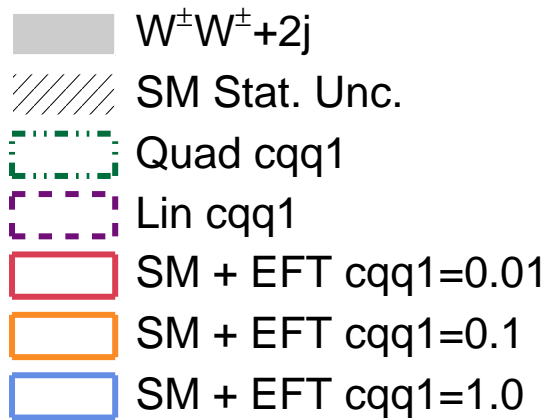 W±W±+2j
SM Stat. Unc.
Quad cqq1
Lin cqq1
SM + EFT cqq1=0.01
SM + EFT cqq1=0.1
SM + EFT cqq1=1.0